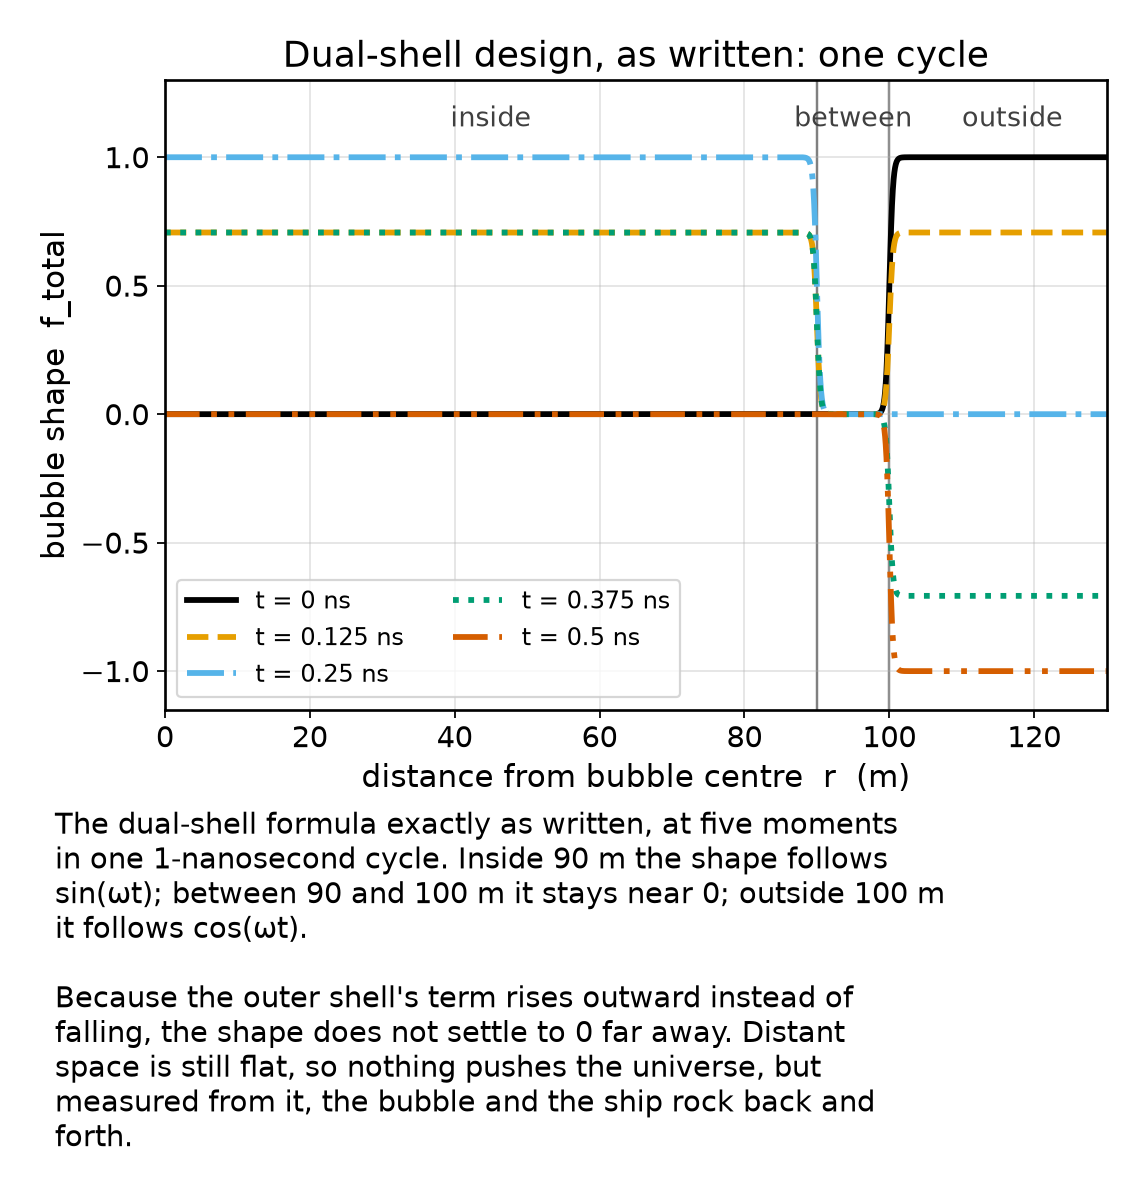 Dual-shell design, as written: one cycle
inside
between
outside
1.0
0.5
0.0
−0.5
−1.0
bubble shape f_total
t = 0 ns
t = 0.125 ns
t = 0.25 ns
t = 0.375 ns
t = 0.5 ns
0 20 40 60 80 100 120
distance from bubble centre r (m)
The dual-shell formula exactly as written, at five moments
in one 1-nanosecond cycle. Inside 90 m the shape follows
sin(ωt); between 90 and 100 m it stays near 0; outside 100 m
it follows cos(ωt).
Because the outer shell's term rises outward instead of
falling, the shape does not settle to 0 far away. Distant
space is still flat, so nothing pushes the universe, but
measured from it, the bubble and the ship rock back and
forth.